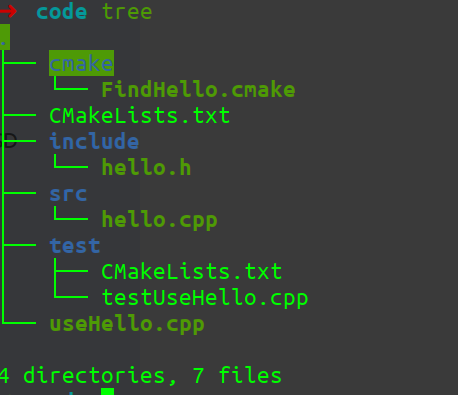 ➜ code tree
.
├── cmake
│   └── FindHello.cmake
├── CMakeLists.txt
├── include
│   └── hello.h
├── src
│   └── hello.cpp
├── test
│   ├── CMakeLists.txt
│   └── testUseHello.cpp
└── useHello.cpp
4 directories, 7 files